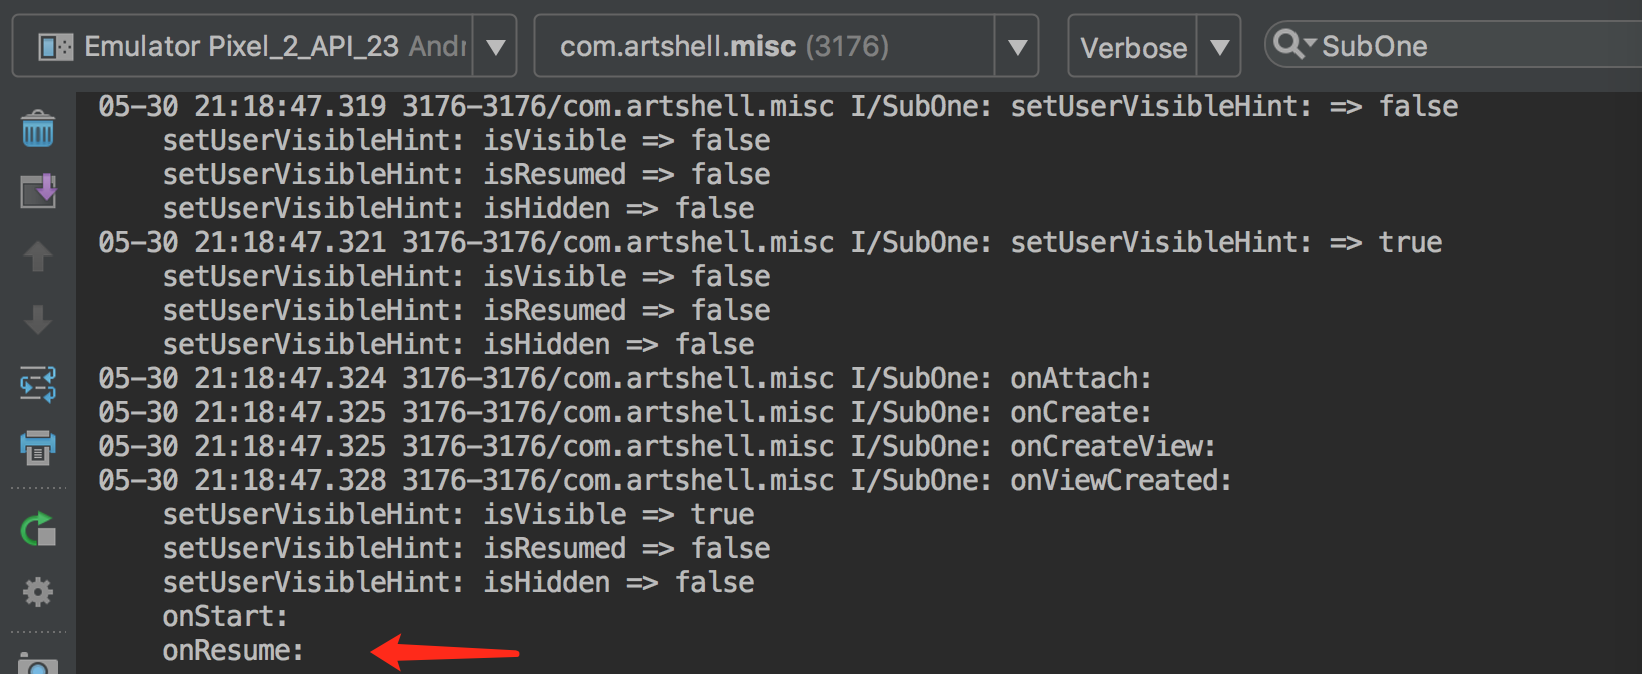 Emulator Pixel_2_API_23 Andr
com.artshell.misc (3176)
Verbose
SubOne
05-30 21:18:47.319 3176-3176/com.artshell.misc I/SubOne: setUserVisibleHint: => false
setUserVisibleHint: isVisible => false
setUserVisibleHint: isResumed => false
setUserVisibleHint: isHidden => false
05-30 21:18:47.321 3176-3176/com.artshell.misc I/SubOne: setUserVisibleHint: => true
setUserVisibleHint: isVisible => false
setUserVisibleHint: isResumed => false
setUserVisibleHint: isHidden => false
05-30 21:18:47.324 3176-3176/com.artshell.misc I/SubOne: onAttach:
05-30 21:18:47.325 3176-3176/com.artshell.misc I/SubOne: onCreate:
05-30 21:18:47.325 3176-3176/com.artshell.misc I/SubOne: onCreateView:
05-30 21:18:47.328 3176-3176/com.artshell.misc I/SubOne: onViewCreated:
setUserVisibleHint: isVisible => true
setUserVisibleHint: isResumed => false
setUserVisibleHint: isHidden => false
onStart:
onResume: